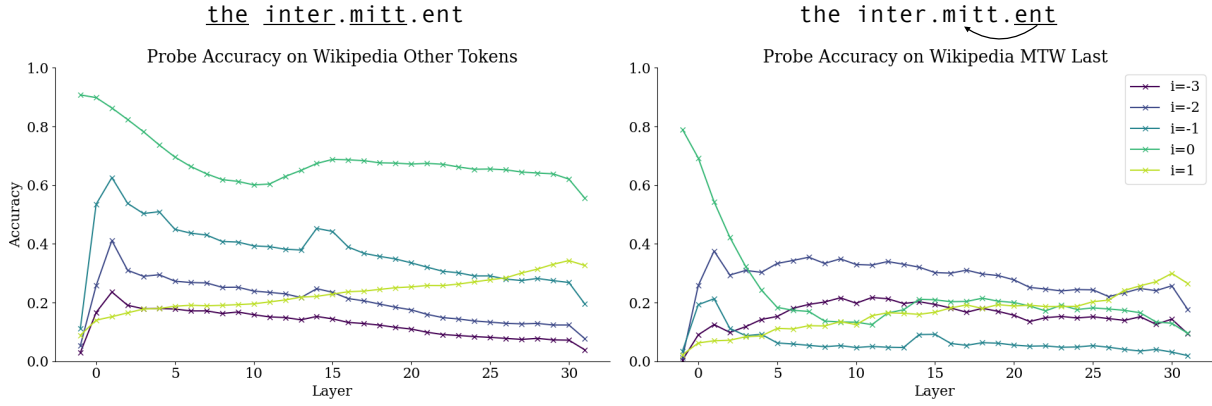 the inter.mitt.ent
Probe Accuracy on Wikipedia Other Tokens
1.0
0.8
0.6
0.4
0.2
0.0
Accuracy
0 5 10 15 20 25 30
Layer
the inter.mitt.ent
Probe Accuracy on Wikipedia MTW Last
1.0
0.8
0.6
0.4
0.2
0.0
i=-3
i=-2
i=-1
i=0
i=1
0 5 10 15 20 25 30
Layer